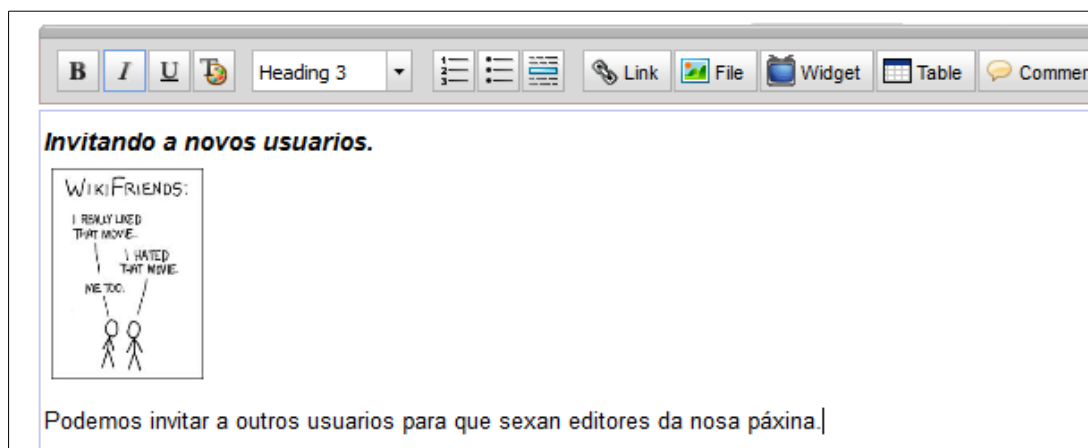 B I U T Heading 3 Link File Widget Table Commen
Invitando a novos usuarios.
WIKIFRIENDS:
I REALLY LIKED
THAT MOVIE.
I HATED
THAT MOVIE.
ME TOO.
Podemos invitar a outros usuarios para que sexan editores da nosa páxina.